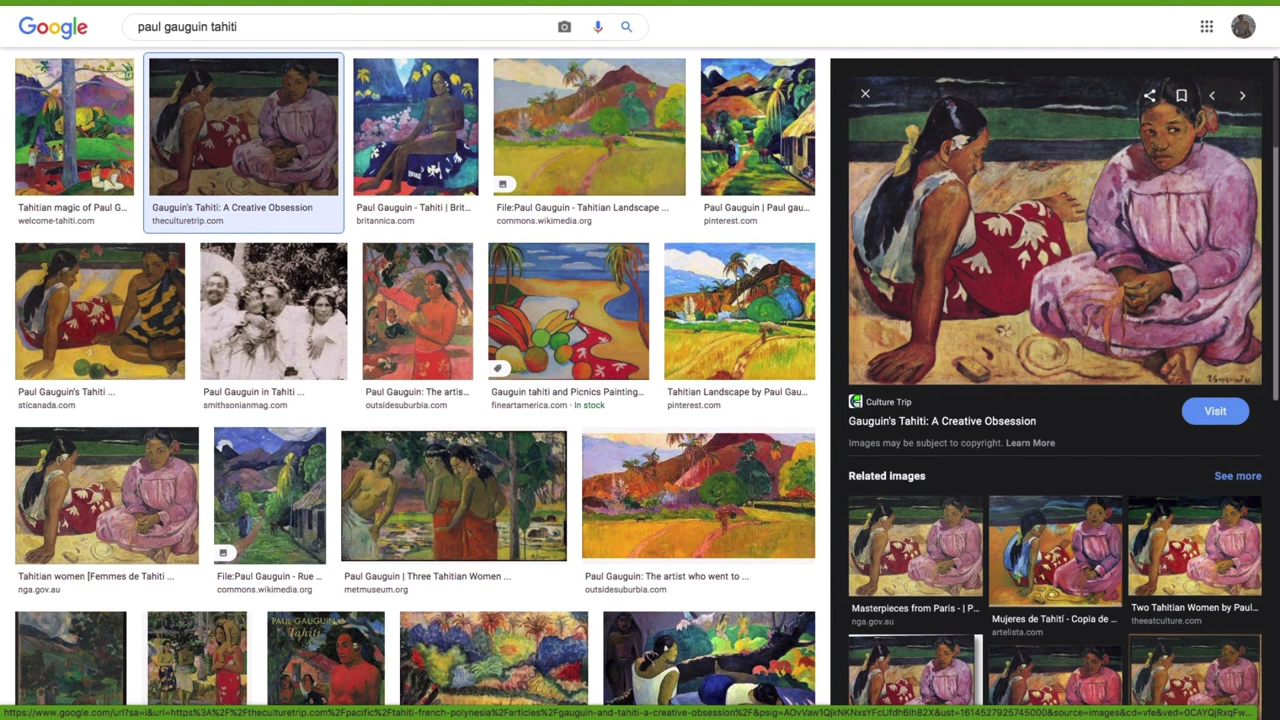 Google
paul gauguin tahiti
Tahitian magic of Paul G...
welcome-tahiti.com
Gauguin's Tahiti: A Creative Obsession
theculturetrip.com
Paul Gauguin - Tahiti | Brit...
britannica.com
File:Paul Gauguin - Tahitian Landscape ...
commons.wikimedia.org
Paul Gauguin | Paul gau...
pinterest.com
Paul Gauguin's Tahiti ...
sticanada.com
Paul Gauguin in Tahiti ...
smithsonianmag.com
Paul Gauguin: The artis...
outsidesuburbia.com
Gauguin tahiti and Picnics Painting...
fineartamerica.com · In stock
Tahitian Landscape by Paul Gau...
pinterest.com
Tahitian women [Femmes de Tahiti ...
nga.gov.au
File:Paul Gauguin - Rue ...
commons.wikimedia.org
Paul Gauguin | Three Tahitian Women ...
metmuseum.org
Paul Gauguin: The artist who went to ...
outsidesuburbia.com
PAUL GAUGUIN
Tahiti
Culture Trip
Visit
Gauguin's Tahiti: A Creative Obsession
Images may be subject to copyright. Learn More
Related images
See more
Masterpieces from Paris - | P...
nga.gov.au
Mujeres de Tahití - Copia de ...
artelista.com
Two Tahitian Women by Paul...
theeatculture.com